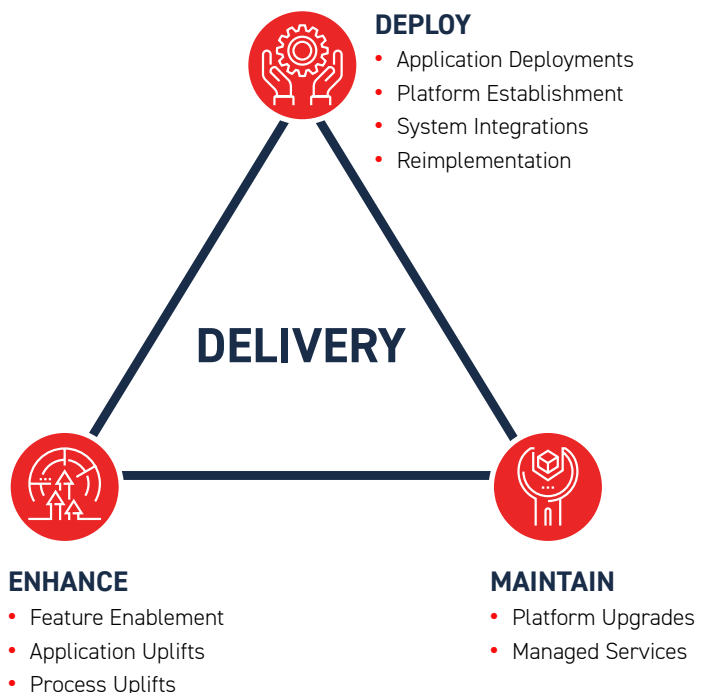 DEPLOY
• Application Deployments
• Platform Establishment
• System Integrations
• Reimplementation
DELIVERY
ENHANCE
• Feature Enablement
• Application Uplifts
• Process Uplifts
MAINTAIN
• Platform Upgrades
• Managed Services